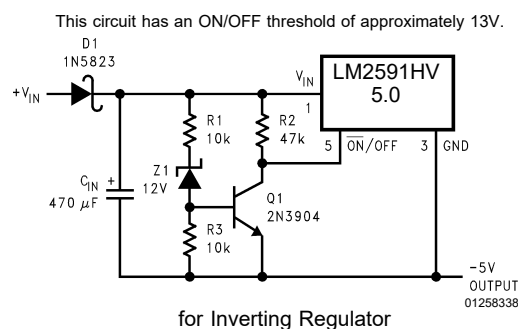 This circuit has an ON/OFF threshold of approximately 13V.
D1
1N5823
+VIN
VIN
1
LM2591HV
5.0
R1
10k
R2
47k
5
ON/OFF
3
GND
Z1
12V
CIN
+
470 μF
Q1
2N3904
R3
10k
−5V
OUTPUT
01258338
for Inverting Regulator